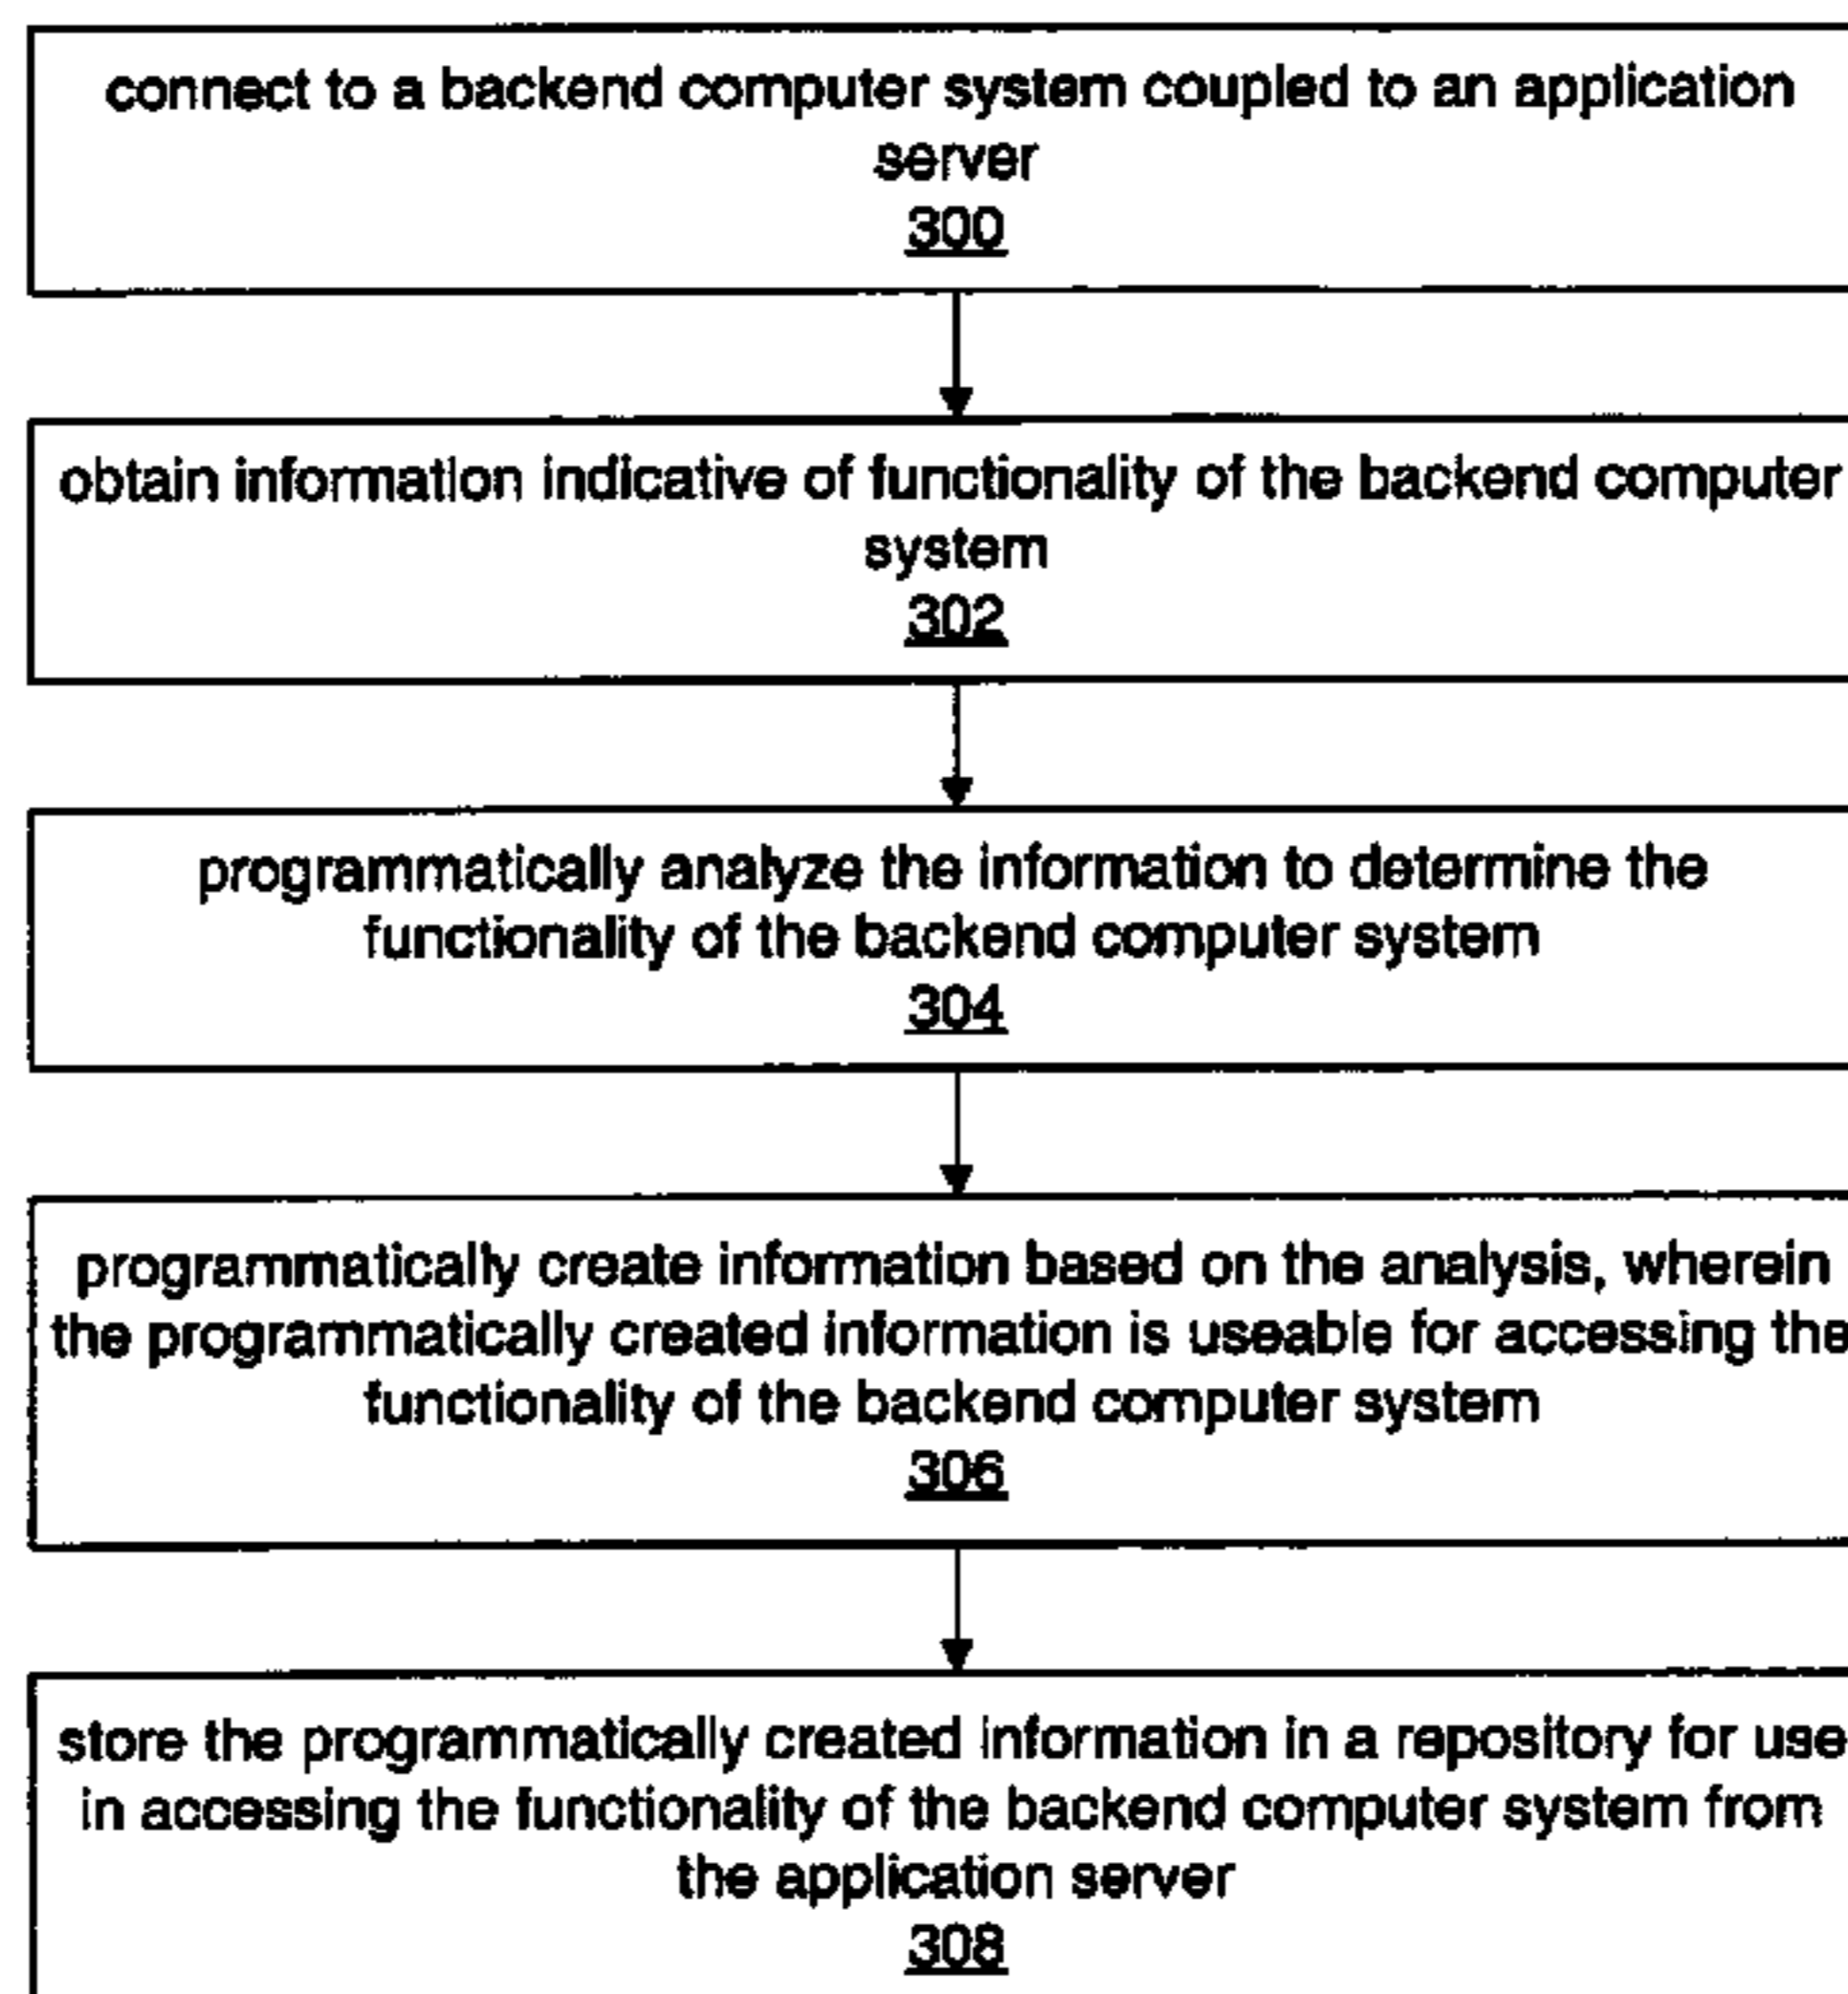 connect to a backend computer system coupled to an application
server
300
obtain information indicative of functionality of the backend computer
system
302
programmatically analyze the information to determine the
functionality of the backend computer system
304
programmatically create information based on the analysis, wherein
the programmatically created information is useable for accessing the
functionality of the backend computer system
306
store the programmatically created information in a repository for use
in accessing the functionality of the backend computer system from
the application server
308